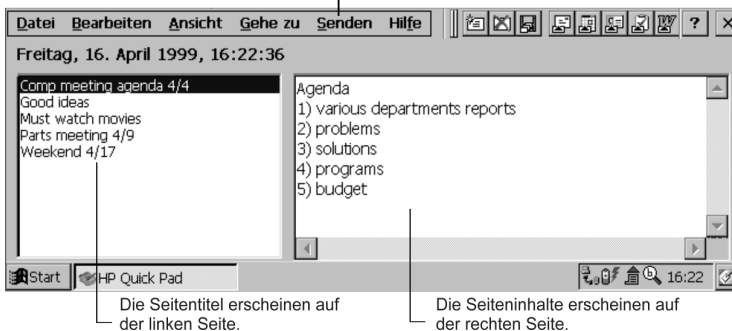 Datei Bearbeiten Ansicht Gehe zu Senden Hilfe ?
Freitag, 16. April 1999, 16:22:36
Comp meeting agenda 4/4
Good ideas
Must watch movies
Parts meeting 4/9
Weekend 4/17
Agenda
1) various departments reports
2) problems
3) solutions
4) programs
5) budget
Start HP Quick Pad 16:22
Die Seitentitel erscheinen auf
der linken Seite.
Die Seiteninhalte erscheinen auf
der rechten Seite.